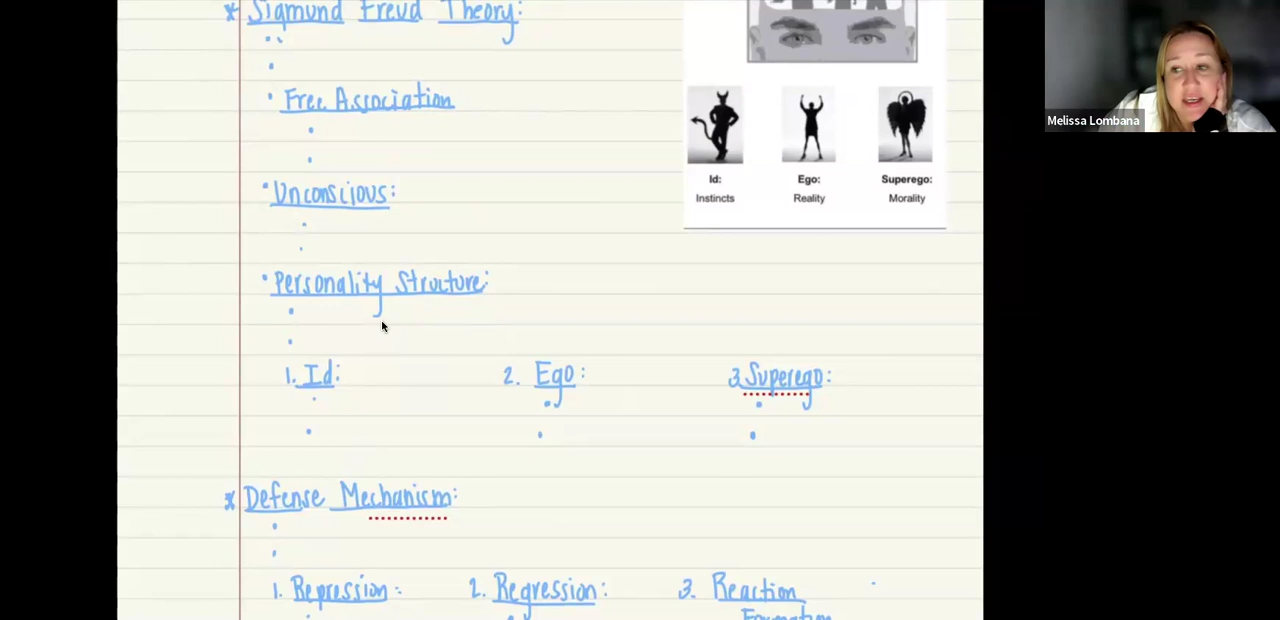 * Sigmund Freud Theory:
• Free Association
• Unconscious:
• Personality Structure:
1. Id:
2. Ego:
3. Superego:
* Defense Mechanism:
1. Repression:
2. Regression:
3. Reaction
Formation
Id:
Instincts
Ego:
Reality
Superego:
Morality
Melissa Lombana